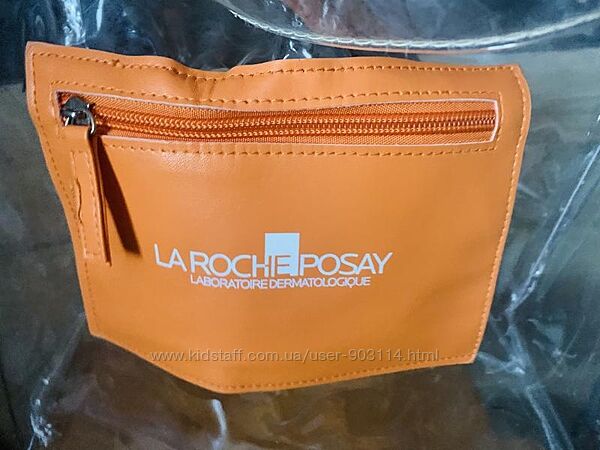 LA ROCHE POSAY
LABORATOIRE DERMATOLOGIQUE
www.kidstaff.com.ua/user-903114.html